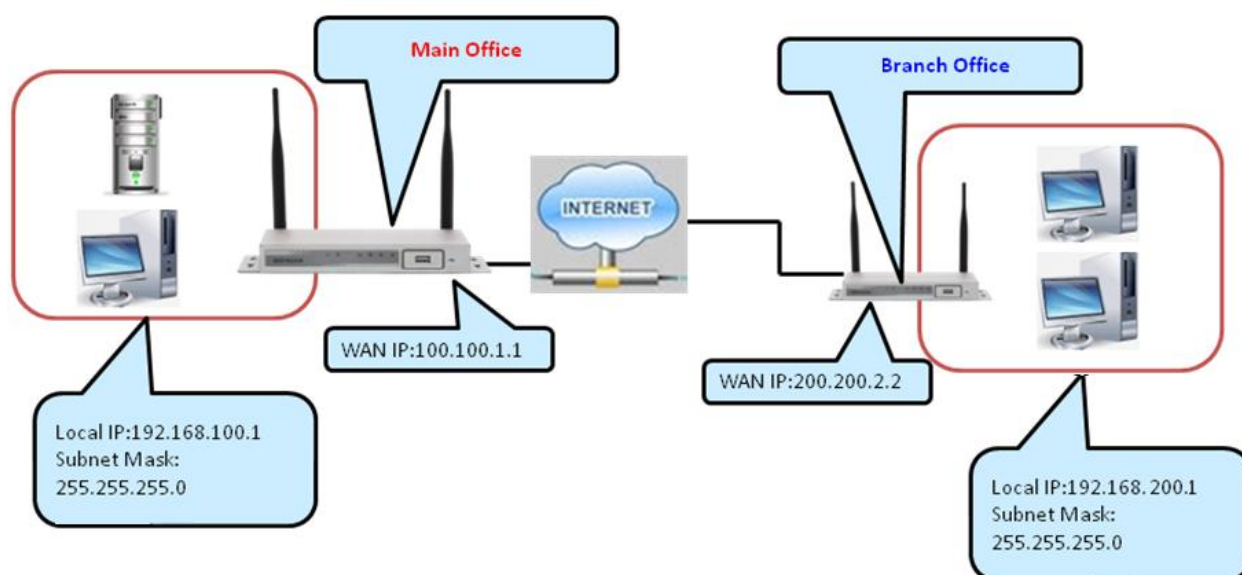 Main Office
Branch Office
INTERNET
WAN IP:100.100.1.1
WAN IP:200.200.2.2
Local IP:192.168.100.1
Subnet Mask:
255.255.255.0
Local IP:192.168.200.1
Subnet Mask:
255.255.255.0